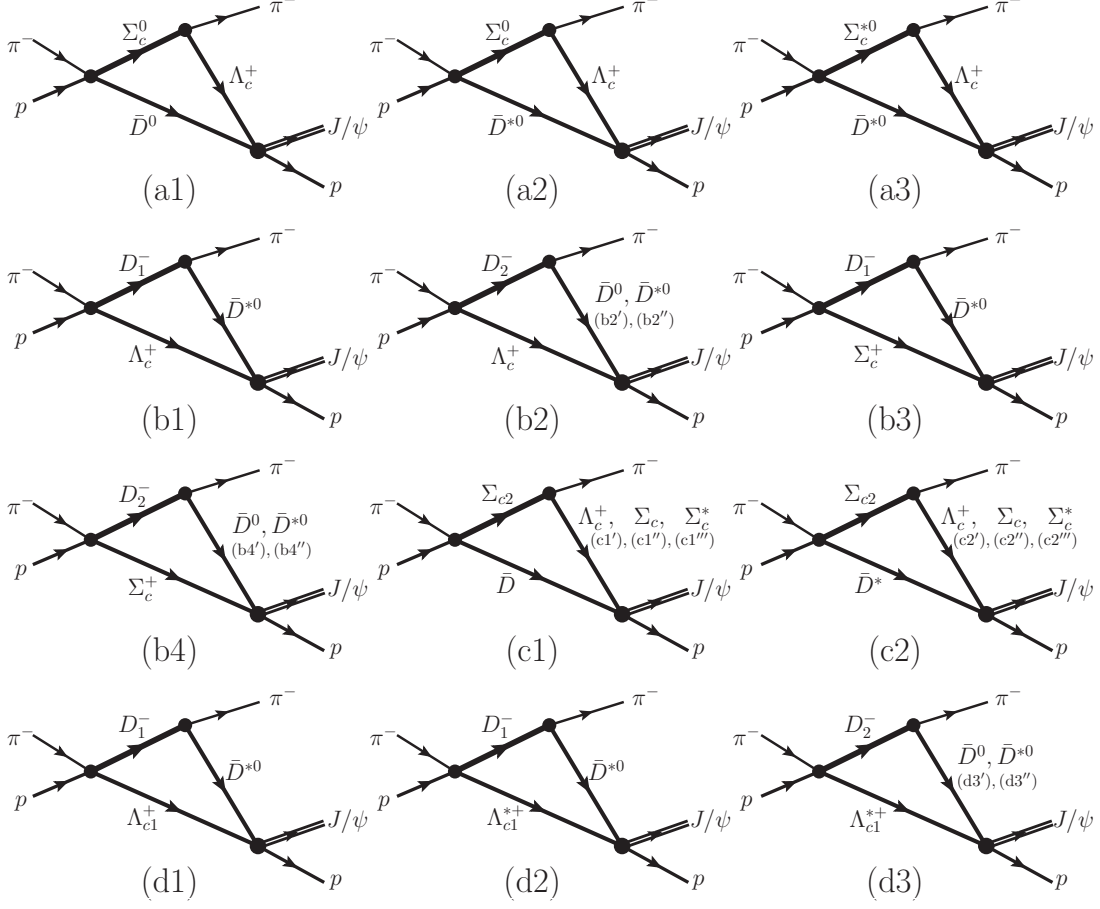 π⁻ Σ_c^0 π⁻
p D̄^0 Λ_c^+ J/ψ
p
(a1)
π⁻ Σ_c^0 π⁻
p D̄^{*0} Λ_c^+ J/ψ
p
(a2)
π⁻ Σ_c^{*0} π⁻
p D̄^{*0} Λ_c^+ J/ψ
p
(a3)
π⁻ D_1^- π⁻
p Λ_c^+ D̄^{*0} J/ψ
p
(b1)
π⁻ D_2^- π⁻
D̄^0, D̄^{*0}
(b2′), (b2″)
p Λ_c^+ J/ψ
p
(b2)
π⁻ D_1^- π⁻
p Σ_c^+ D̄^{*0} J/ψ
p
(b3)
π⁻ D_2^- π⁻
D̄^0, D̄^{*0}
(b4′), (b4″)
p Σ_c^+ J/ψ
p
(b4)
π⁻ Σ_{c2} π⁻
Λ_c^+, Σ_c, Σ_c^*
(c1′), (c1″), (c1‴)
p D̄ J/ψ
p
(c1)
π⁻ Σ_{c2} π⁻
Λ_c^+, Σ_c, Σ_c^*
(c2′), (c2″), (c2‴)
p D̄^* J/ψ
p
(c2)
π⁻ D_1^- π⁻
p Λ_{c1}^+ D̄^{*0} J/ψ
p
(d1)
π⁻ D_1^- π⁻
p Λ_{c1}^{*+} D̄^{*0} J/ψ
p
(d2)
π⁻ D_2^- π⁻
D̄^0, D̄^{*0}
(d3′), (d3″)
p Λ_{c1}^{*+} J/ψ
p
(d3)